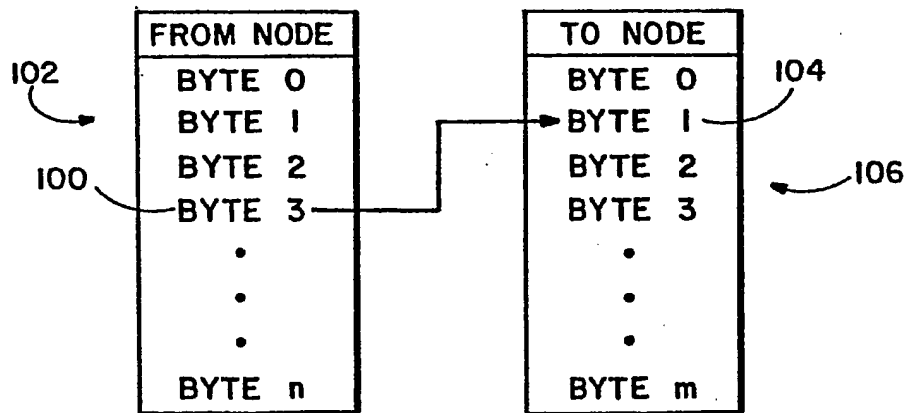 FROM NODE
BYTE 0
BYTE 1
BYTE 2
BYTE 3
BYTE n
102
100
TO NODE
BYTE 0
BYTE 1
BYTE 2
BYTE 3
BYTE m
104
106